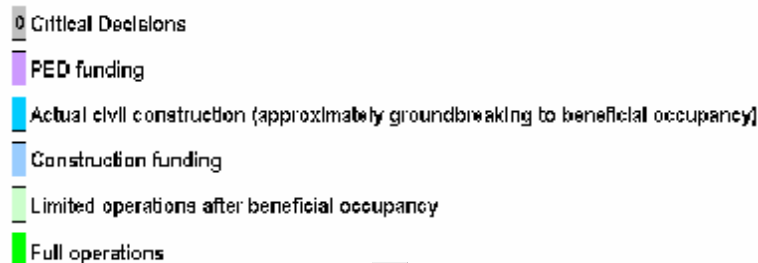 0 Critical Decisions
PED funding
Actual civil construction (approximately groundbreaking to beneficial occupancy)
Construction funding
Limited operations after beneficial occupancy
Full operations